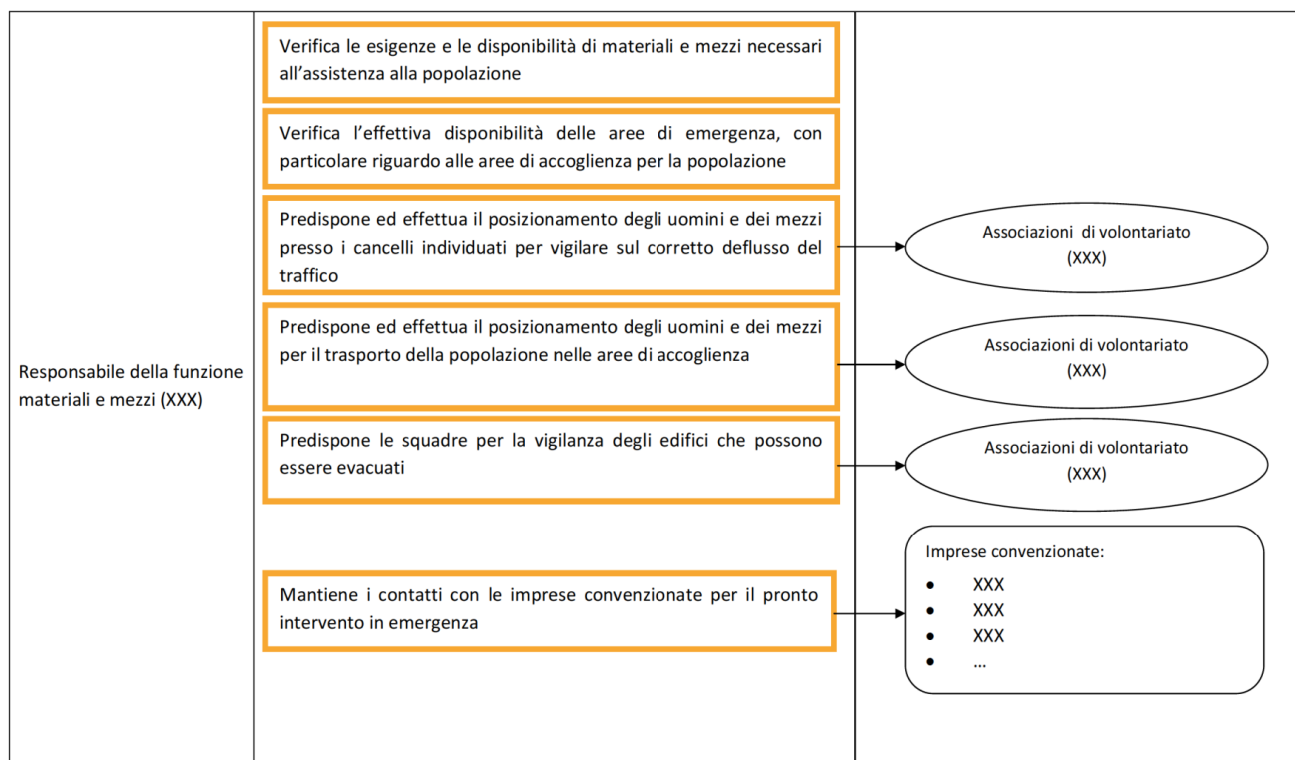 Verifica le esigenze e le disponibilità di materiali e mezzi necessari
all’assistenza alla popolazione
Verifica l’effettiva disponibilità delle aree di emergenza, con
particolare riguardo alle aree di accoglienza per la popolazione
Predispone ed effettua il posizionamento degli uomini e dei mezzi
presso i cancelli individuati per vigilare sul corretto deflusso del
traffico
Associazioni di volontariato
(XXX)
Predispone ed effettua il posizionamento degli uomini e dei mezzi
per il trasporto della popolazione nelle aree di accoglienza
Associazioni di volontariato
(XXX)
Responsabile della funzione
materiali e mezzi (XXX)
Predispone le squadre per la vigilanza degli edifici che possono
essere evacuati
Associazioni di volontariato
(XXX)
Mantiene i contatti con le imprese convenzionate per il pronto
intervento in emergenza
Imprese convenzionate:
• XXX
• XXX
• XXX
• …